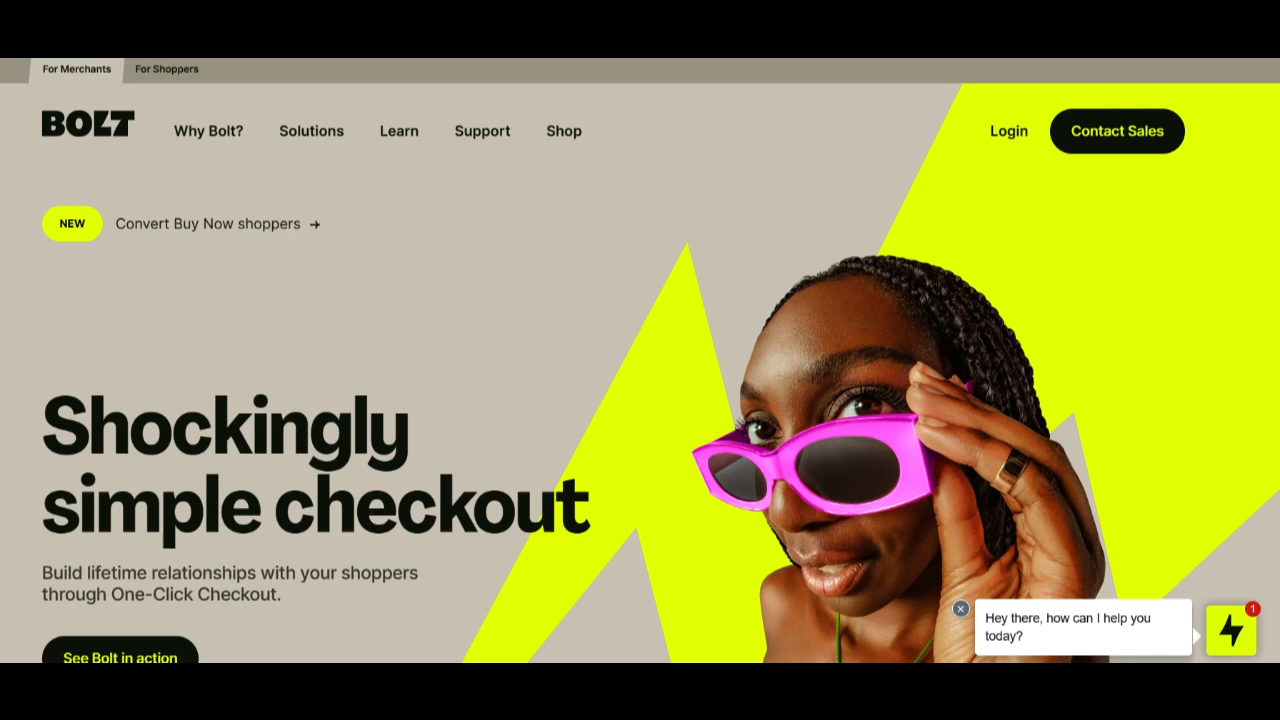 For Merchants
For Shoppers
BOLT
Why Bolt?
Solutions
Learn
Support
Shop
Login
Contact Sales
NEW
Convert Buy Now shoppers →
Shockingly
simple checkout
Build lifetime relationships with your shoppers
through One-Click Checkout.
See Bolt in action
Hey there, how can I help you
today?
1